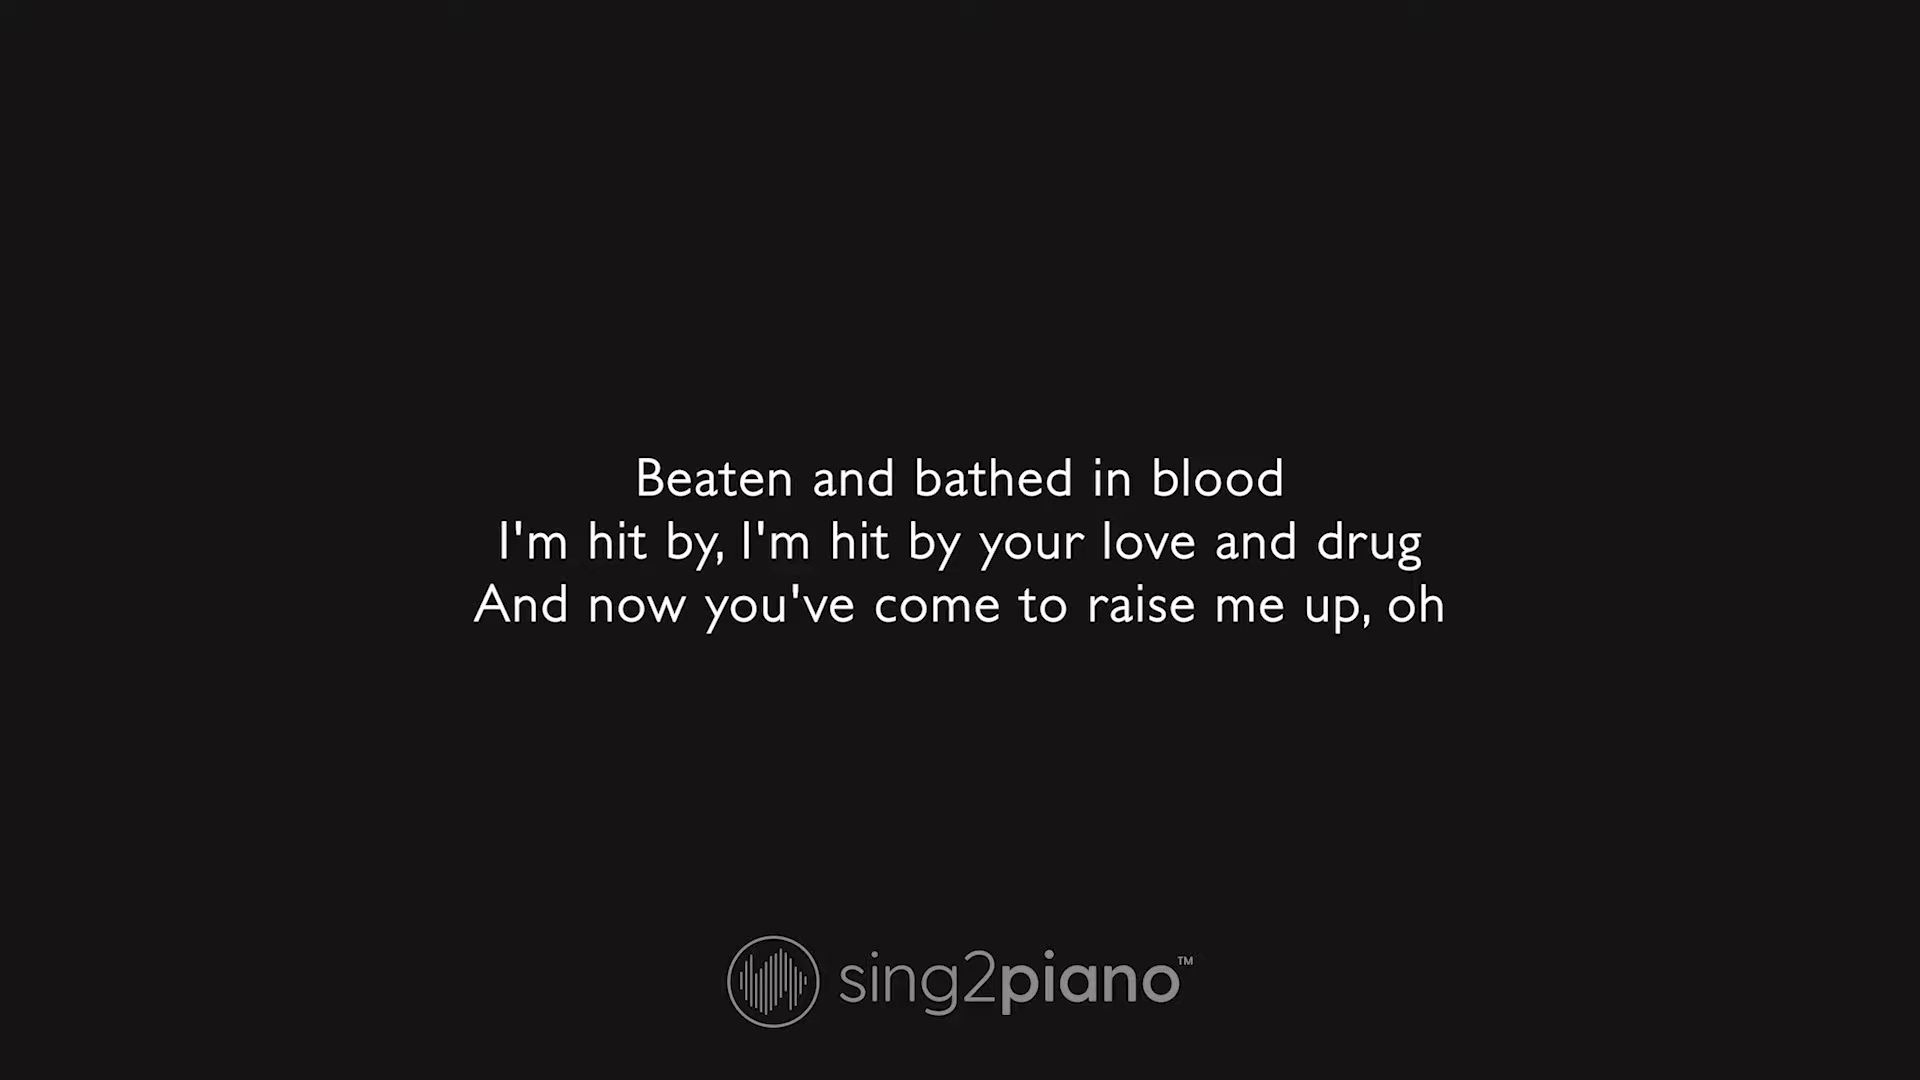 Beaten and bathed in blood
I'm hit by, I'm hit by your love and drug
And now you've come to raise me up, oh
sing2piano™